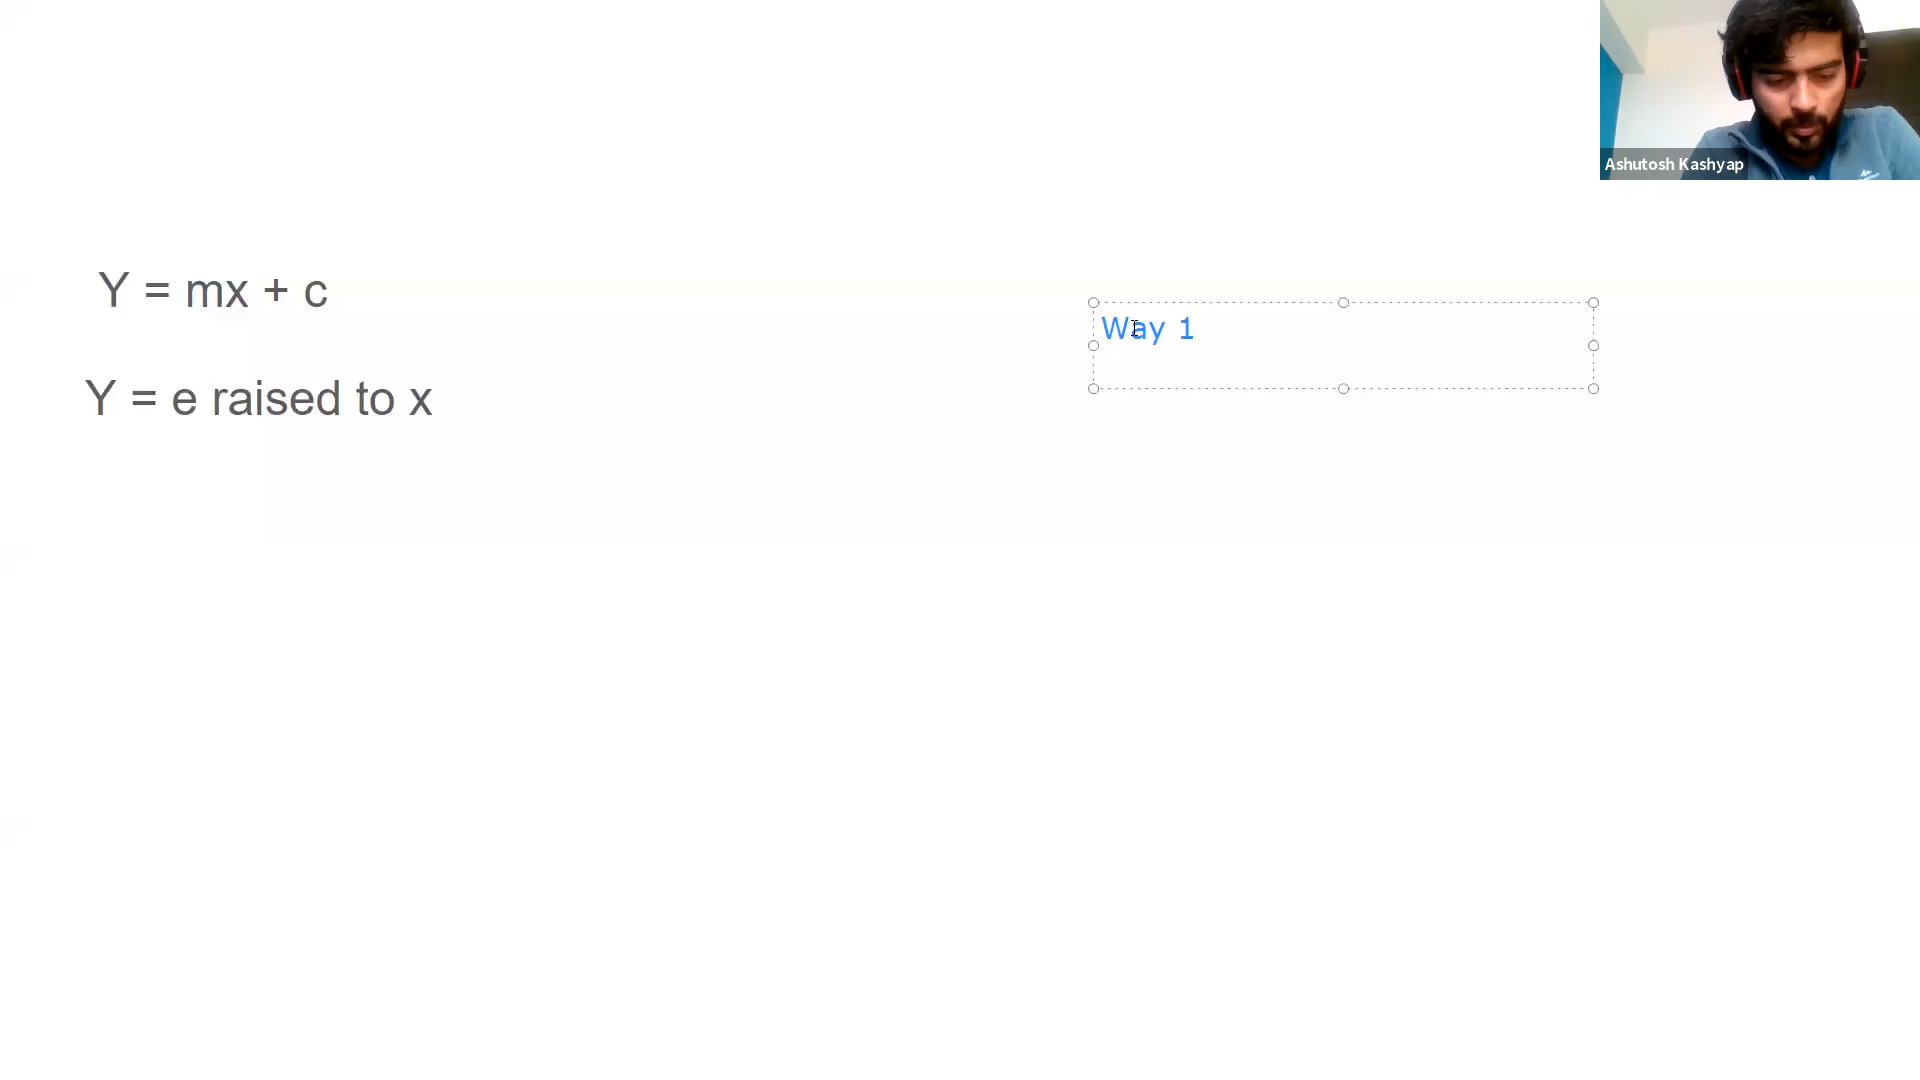 Ashutosh Kashyap
Y = mx + c
Way 1
Y = e raised to x